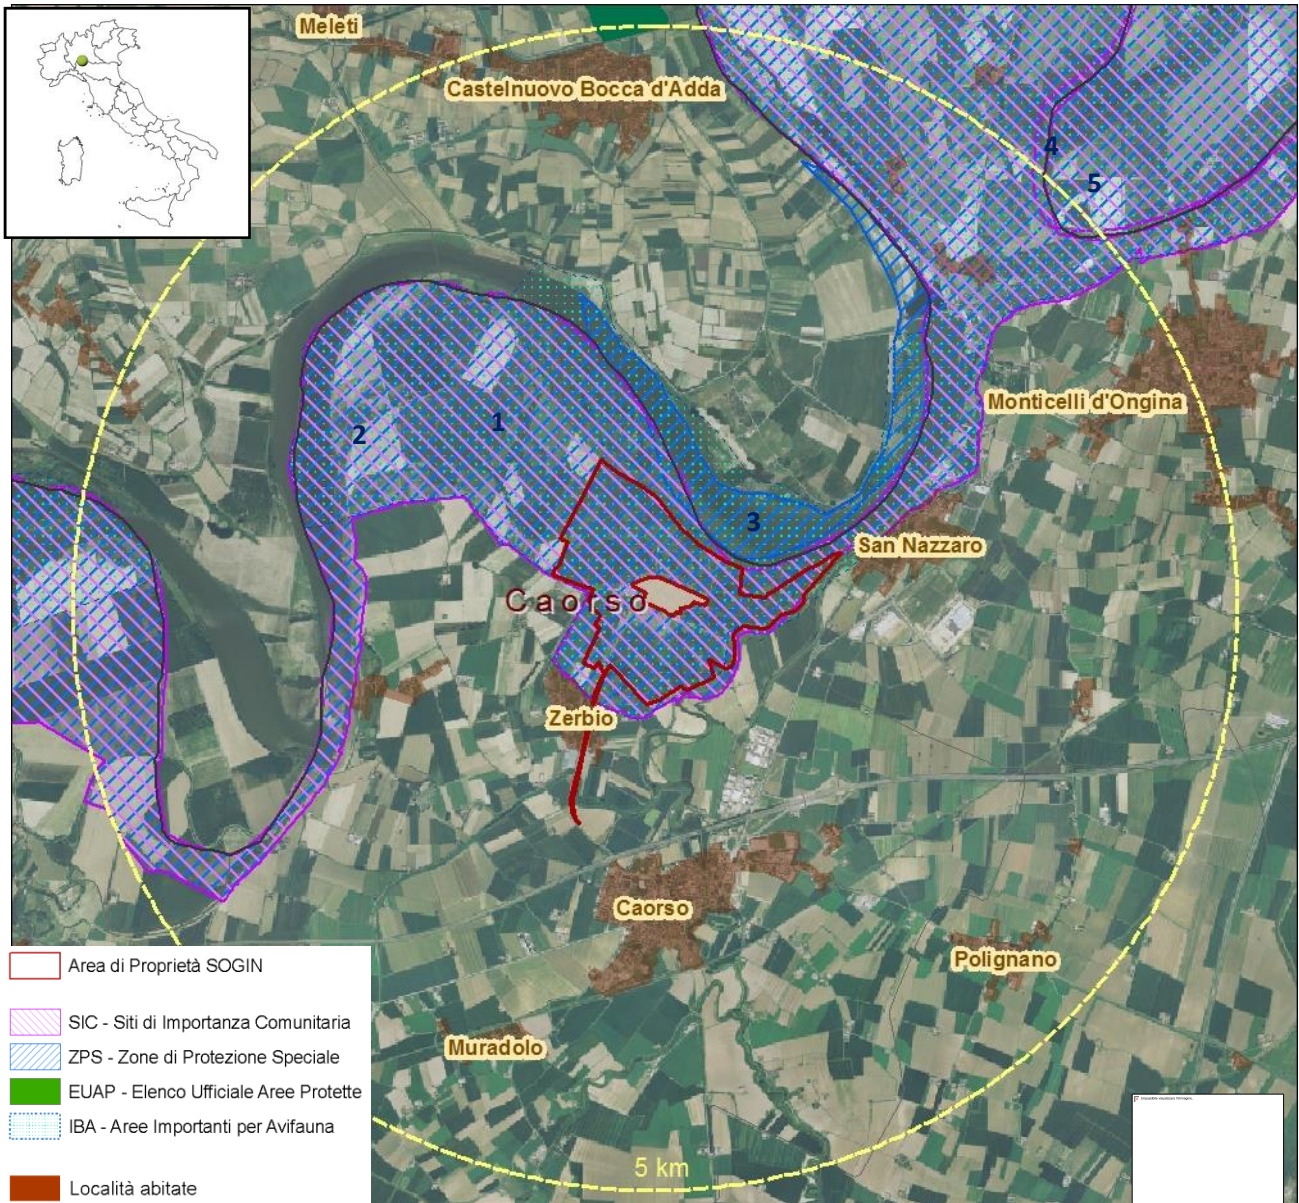 Meleti
Castelnuovo Bocca d'Adda
4
5
Monticelli d'Ongina
1
2
3
San Nazzaro
Caorso
Zerbio
Caorso
Polignano
Muradolo
5 km
Area di Proprietà SOGIN
SIC - Siti di Importanza Comunitaria
ZPS - Zone di Protezione Speciale
EUAP - Elenco Ufficiale Aree Protette
IBA - Aree Importanti per Avifauna
Località abitate